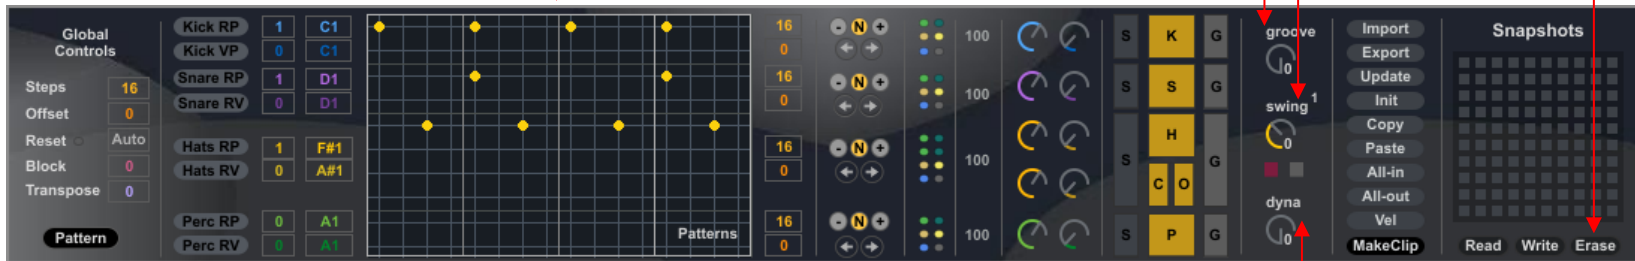 Global
Controls
Steps 16
Offset 0
Reset Auto
Block 0
Transpose 0
Pattern
Kick RP 1 C1
Kick VP 0 C1
Snare RP 1 D1
Snare RV 0 D1
Hats RP 1 F#1
Hats RV 0 A#1
Perc RP 0 A1
Perc RV 0 A1
Patterns
16
0
16
0
16
0
16
0
- N +
- N +
- N +
- N +
100
100
100
100
S K G
S S G
S H G
C O
S P G
groove
0
swing 1
0
dyna
0
Import
Export
Update
Init
Copy
Paste
All-in
All-out
Vel
MakeClip
Snapshots
Read Write Erase